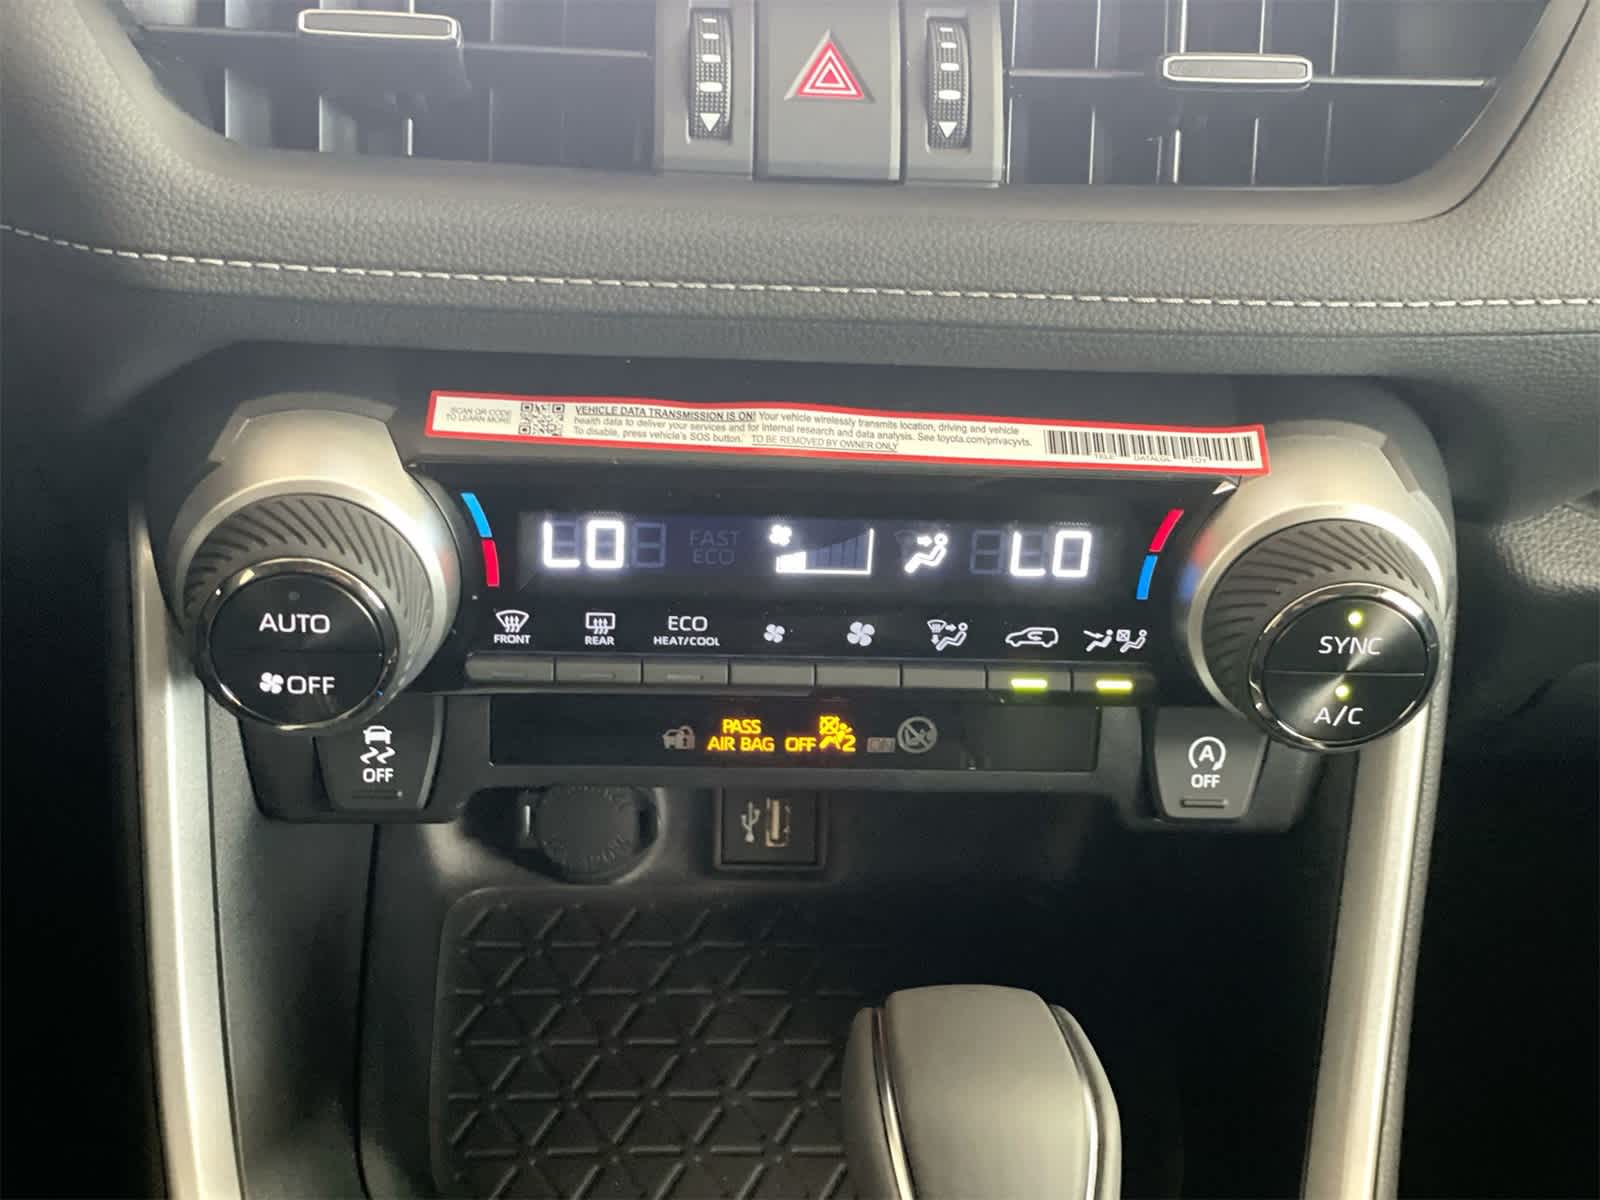 SCAN QR CODE
TO LEARN MORE
VEHICLE DATA TRANSMISSION IS ON! Your vehicle wirelessly transmits location, driving and vehicle
health data to deliver your services and for internal research and data analysis. See toyota.com/privacyvts.
To disable, press vehicle's SOS button. TO BE REMOVED BY OWNER ONLY
LO
FAST
ECO
LO
AUTO
OFF
FRONT
REAR
ECO
HEAT/COOL
SYNC
A/C
PASS
AIR BAG OFF 2
OFF
A
OFF